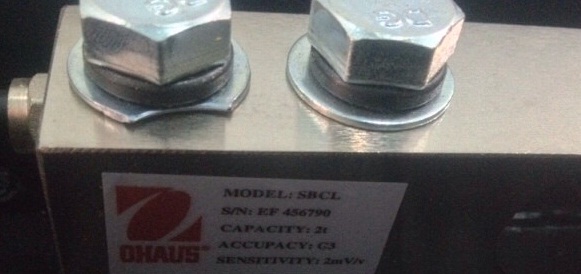 MODEL: SBCL
S/N: EF 456790
CAPACITY: 2t
OHAUS
ACCUPACY: C3
SENSITIVITY: 2mV/v